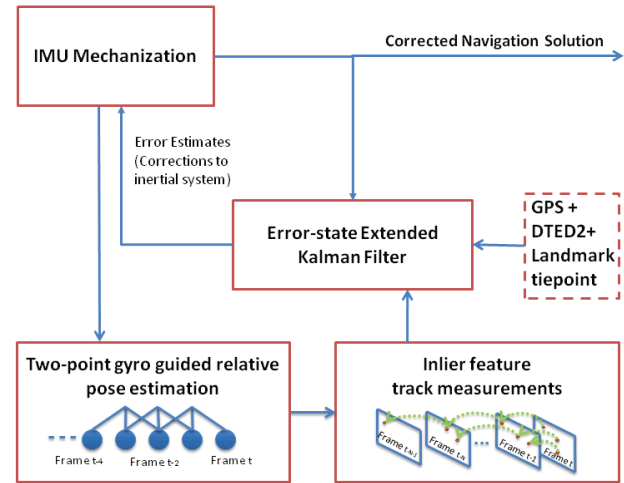 IMU Mechanization
Corrected Navigation Solution
Error Estimates
(Corrections to
inertial system)
Error-state Extended
Kalman Filter
GPS +
DTED2+
Landmark
tiepoint
Two-point gyro guided relative
pose estimation
Frame t-4
Frame t-2
Frame t
Inlier feature
track measurements
Frame t-N-1
Frame t-N
...
Frame t-1
Frame t